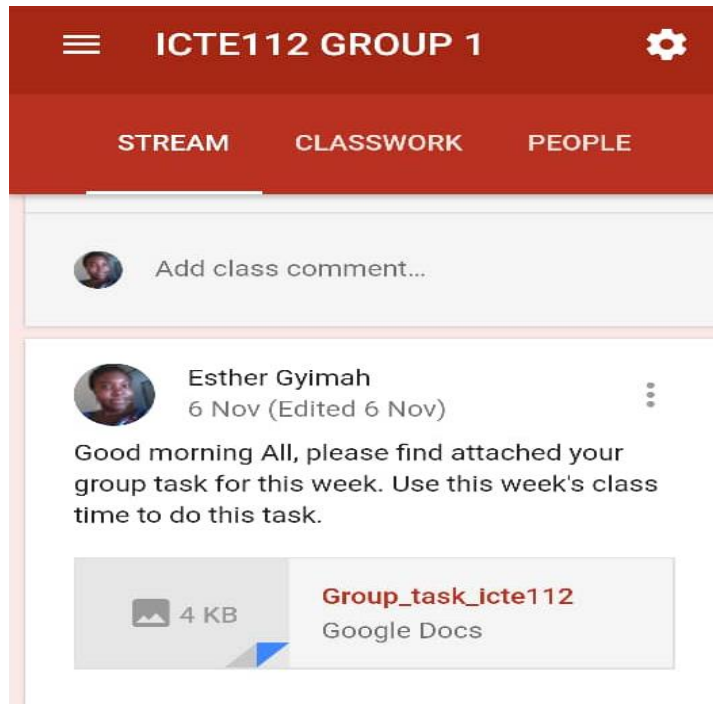 ICTE112 GROUP 1
STREAM CLASSWORK PEOPLE
Add class comment...
Esther Gyimah
6 Nov (Edited 6 Nov)
Good morning All, please find attached your
group task for this week. Use this week's class
time to do this task.
4 KB
Group_task_icte112
Google Docs